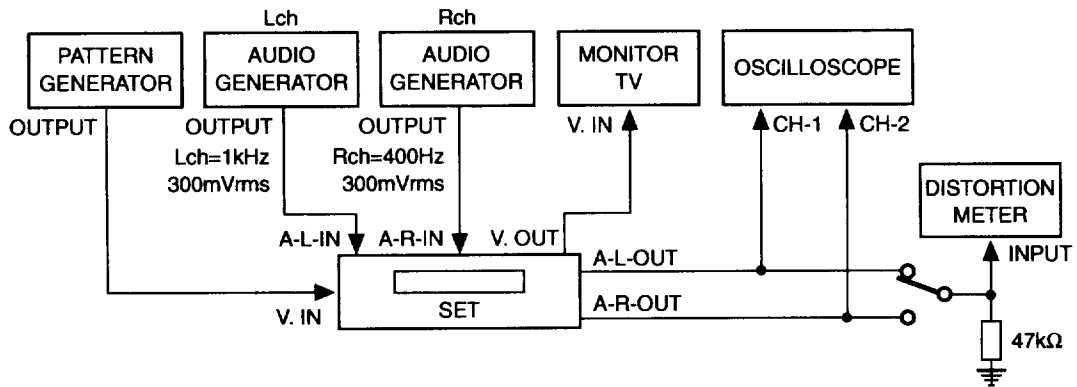 Lch
Rch
PATTERN
GENERATOR
AUDIO
GENERATOR
AUDIO
GENERATOR
MONITOR
TV
OSCILLOSCOPE
OUTPUT
OUTPUT
Lch=1kHz
300mVrms
OUTPUT
Rch=400Hz
300mVrms
V. IN
CH-1
CH-2
DISTORTION
METER
INPUT
A-L-IN
A-R-IN
V. OUT
A-L-OUT
A-R-OUT
V. IN
SET
47kΩ